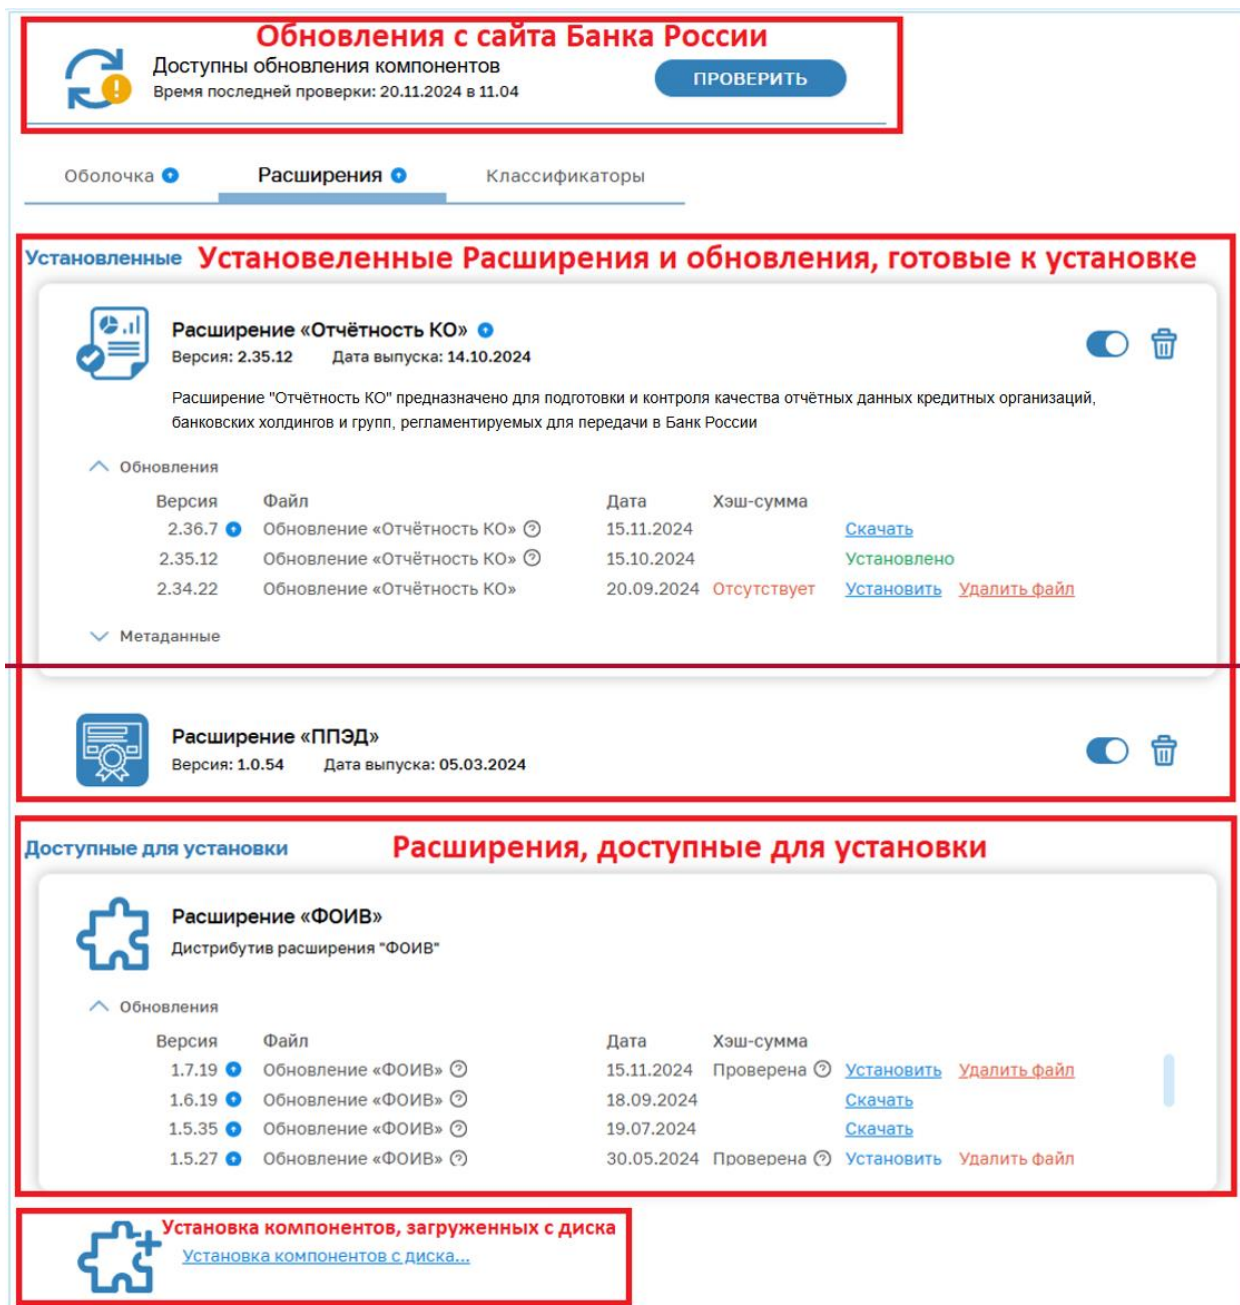 Обновления с сайта Банка России
Доступны обновления компонентов
Время последней проверки: 20.11.2024 в 11.04
ПРОВЕРИТЬ
Оболочка Расширения Классификаторы
Установленные Установеленные Расширения и обновления, готовые к установке
Расширение «Отчётность КО»
Версия: 2.35.12 Дата выпуска: 14.10.2024
Расширение "Отчётность КО" предназначено для подготовки и контроля качества отчётных данных кредитных организаций,
банковских холдингов и групп, регламентируемых для передачи в Банк России
Обновления
Версия Файл Дата Хэш-сумма
2.36.7 Обновление «Отчётность КО» 15.11.2024 Скачать
2.35.12 Обновление «Отчётность КО» 15.10.2024 Установлено
2.34.22 Обновление «Отчётность КО» 20.09.2024 Отсутствует Установить Удалить файл
Метаданные
Расширение «ППЭД»
Версия: 1.0.54 Дата выпуска: 05.03.2024
Доступные для установки Расширения, доступные для установки
Расширение «ФОИВ»
Дистрибутив расширения "ФОИВ"
Обновления
Версия Файл Дата Хэш-сумма
1.7.19 Обновление «ФОИВ» 15.11.2024 Проверена Установить Удалить файл
1.6.19 Обновление «ФОИВ» 18.09.2024 Скачать
1.5.35 Обновление «ФОИВ» 19.07.2024 Скачать
1.5.27 Обновление «ФОИВ» 30.05.2024 Проверена Установить Удалить файл
Установка компонентов, загруженных с диска
Установка компонентов с диска...